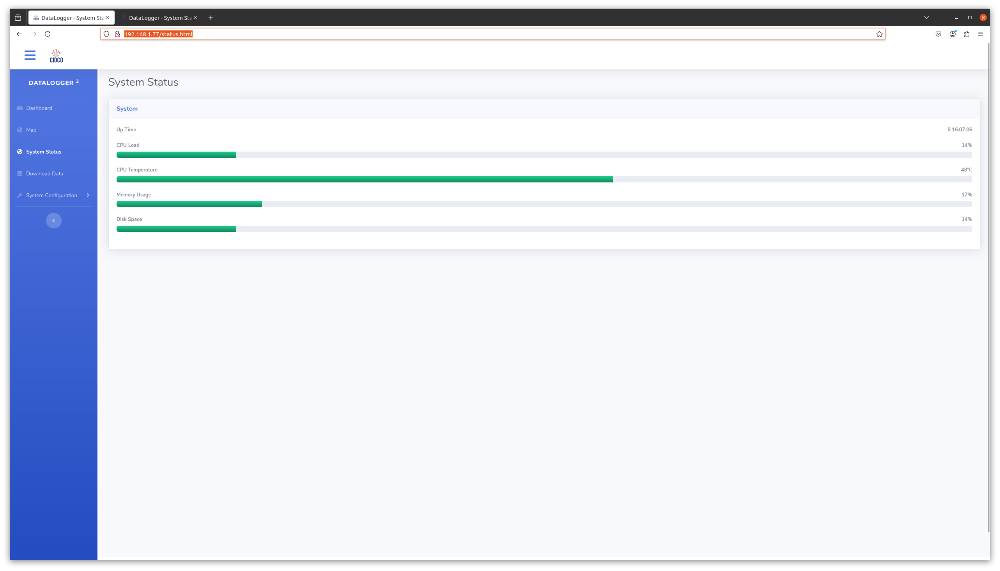 DataLogger - System Sta
DataLogger - System Sta
192.168.1.77/status.html
CIDCO
DATALOGGER 2
Dashboard
Map
System Status
Download Data
System Configuration
System Status
System
Up Time 8 16:07:06
CPU Load 14%
CPU Temperature 48°C
Memory Usage 17%
Disk Space 14%